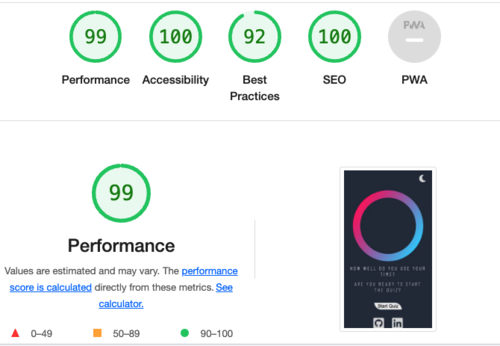 99 100 92 100 PWA
Performance Accessibility Best Practices SEO PWA
99
Performance
Values are estimated and may vary. The performance
score is calculated directly from these metrics. See
calculator.
0–49 50–89 90–100
HOW WELL DO YOU USE YOUR
TIME?
ARE YOU READY TO START
THE QUIZ?
Start Quiz
in